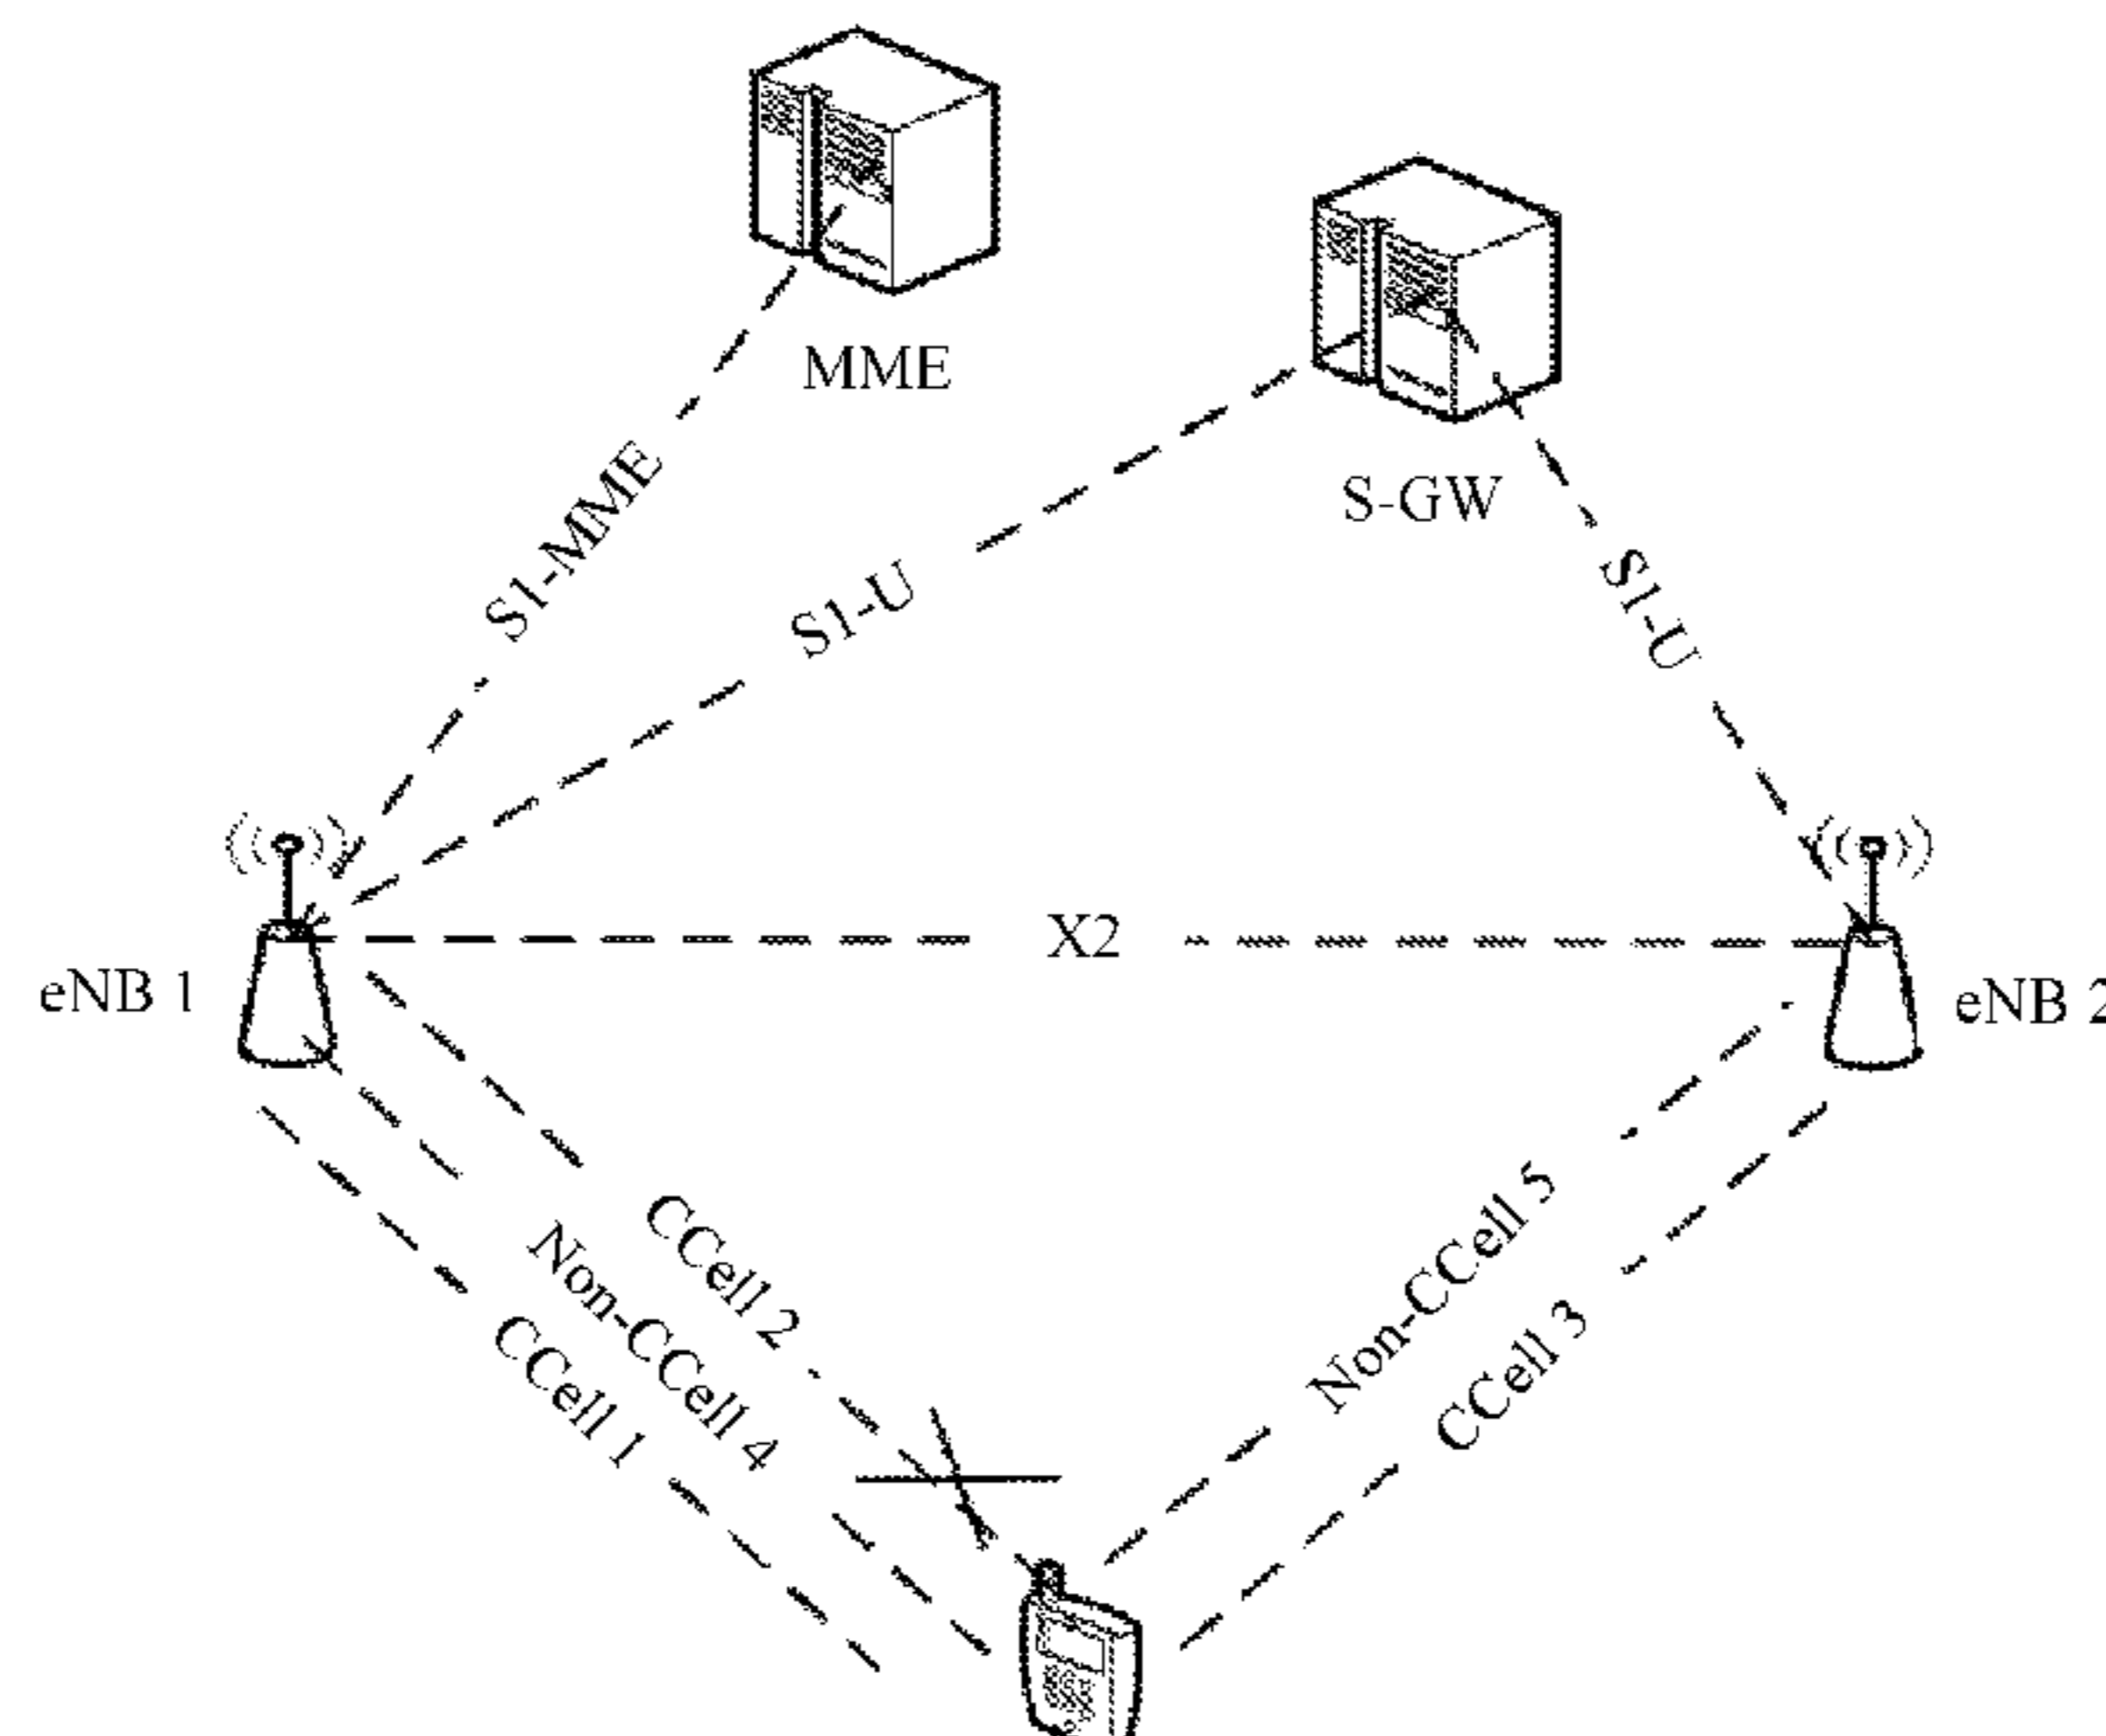 MME
S-GW
S1-MME
S1-U
S1-U
X2
eNB 1
eNB 2
CCell 2
Non-CCell 4
CCell 1
Non-CCell 5
CCell 3